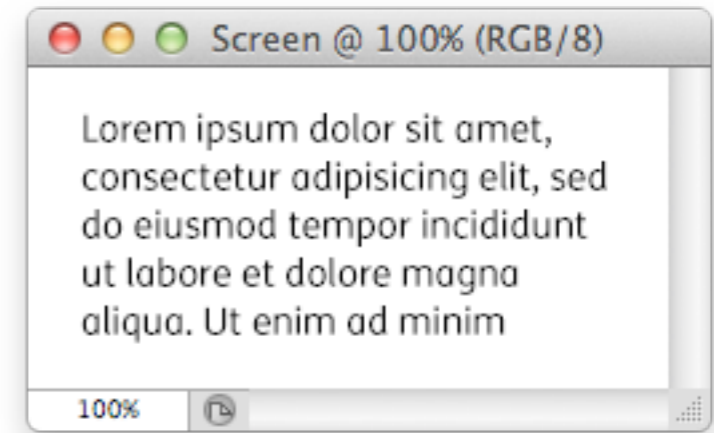 Screen @ 100% (RGB/8)
Lorem ipsum dolor sit amet,
consectetur adipisicing elit, sed
do eiusmod tempor incididunt
ut labore et dolore magna
aliqua. Ut enim ad minim
100%